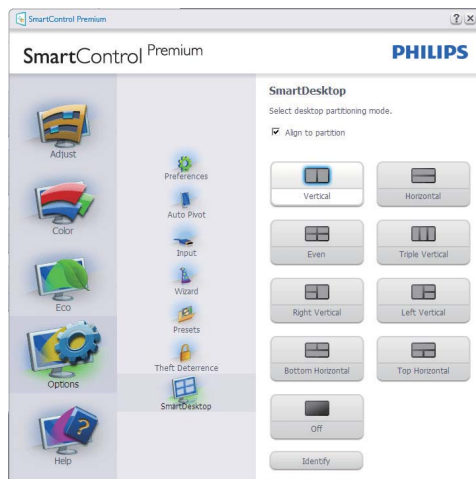 SmartControl Premium
? x
SmartControl Premium
PHILIPS
Adjust
Color
Eco
Options
Help
Preferences
Auto Pivot
Input
Wizard
Presets
Theft Deterrence
SmartDesktop
SmartDesktop
Select desktop partitioning mode.
Align to partition
Vertical
Horizontal
Even
Triple Vertical
Right Vertical
Left Vertical
Bottom Horizontal
Top Horizontal
Off
Identify